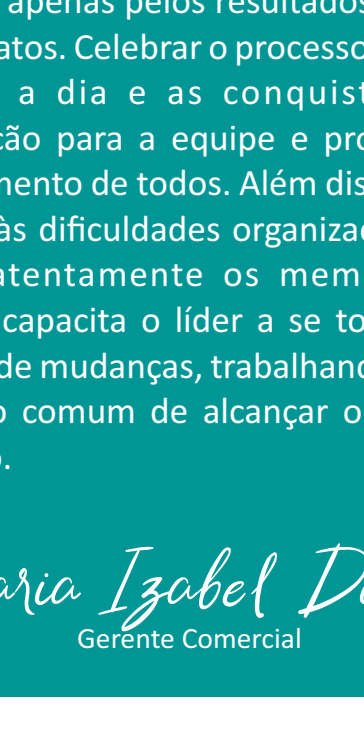 apenas pelos resultados
atos. Celebrar o processo
a dia e as conquist
ção para a equipe e pro
mento de todos. Além dis
às dificuldades organiza
atentamente os mem
capacita o líder a se to
de mudanças, trabalhand
o comum de alcançar o
o.
aria Izabel D
Gerente Comercial